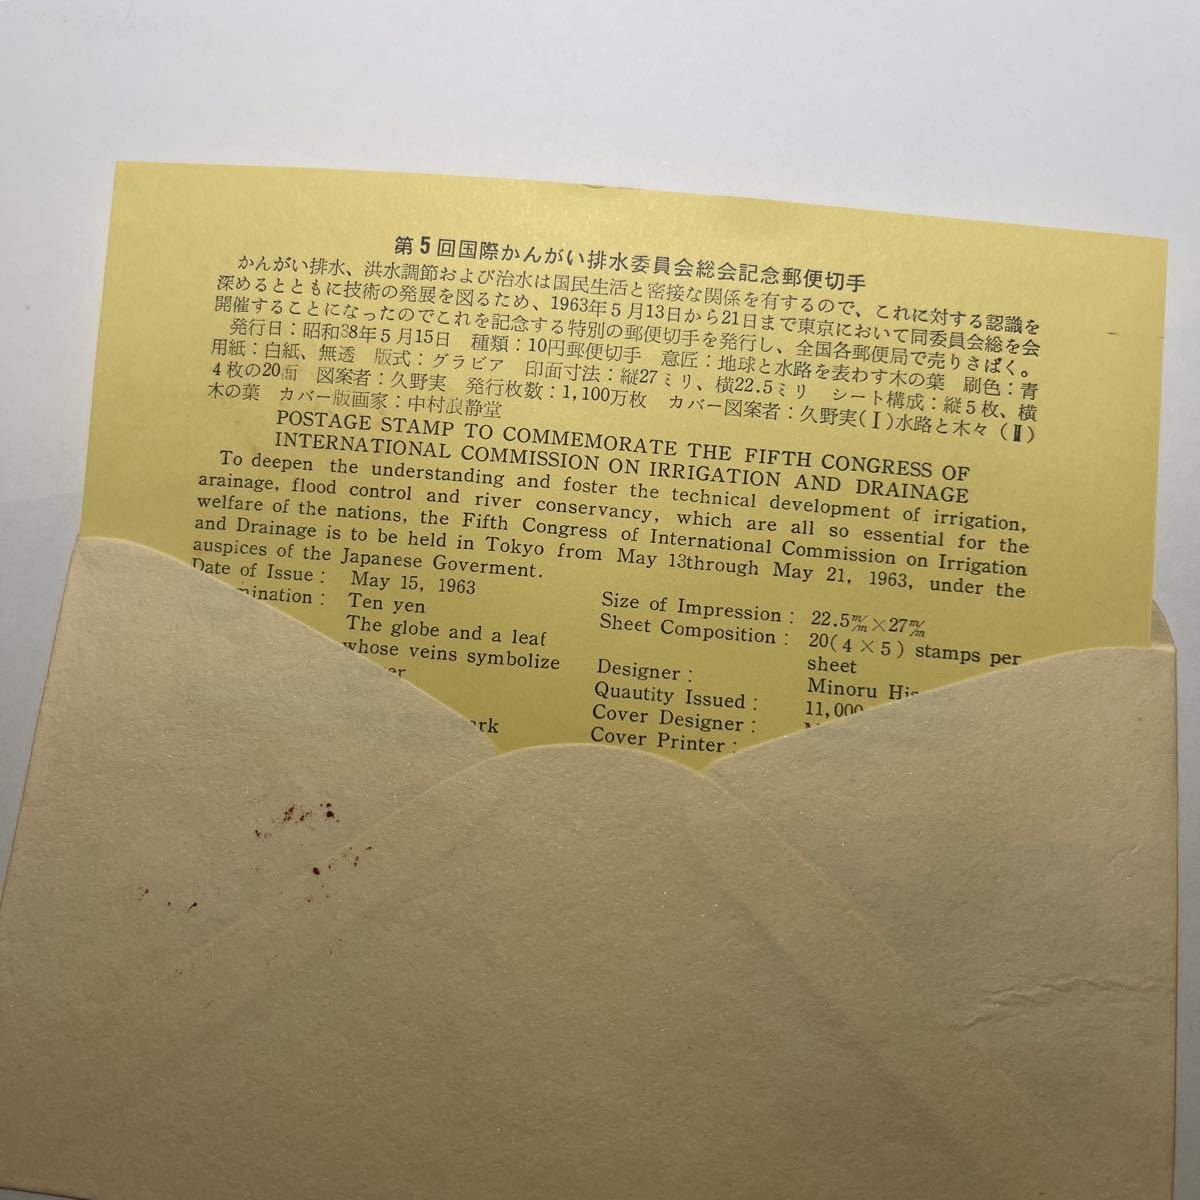 第5回国際かんがい排水委員会総会記念郵便切手
かんがい排水、洪水調節および治水は国民生活と密接な関係を有するので、これに対する認識を
深めるとともに技術の発展を図るため、1963年5月13日から21日まで東京において同委員会総を会
開催することになったのでこれを記念する特別の郵便切手を発行し、全国各郵便局で売りさばく。
発行日：昭和38年5月15日 種類：10円郵便切手 意匠：地球と水路を表わす木の葉 刷色：青
用紙：白紙、無透 版式：グラビア 印面寸法：縦27ミリ、横22.5ミリ シート構成：縦5枚、横
4枚の20面 図案者：久野実 発行枚数：1,100万枚 カバー図案者：久野実(Ⅰ)水路と木々(Ⅱ)
木の葉 カバー版画家：中村浪静堂
POSTAGE STAMP TO COMMEMORATE THE FIFTH CONGRESS OF
INTERNATIONAL COMMISSION ON IRRIGATION AND DRAINAGE
To deepen the understanding and foster the technical development of irrigation,
arainage, flood control and river conservancy, which are all so essential for the
welfare of the nations, the Fifth Congress of International Commission on Irrigation
and Drainage is to be held in Tokyo from May 13through May 21, 1963, under the
auspices of the Japanese Goverment.
Date of Issue: May 15, 1963
mination: Ten yen
The globe and a leaf
whose veins symbolize
er
ark
Size of Impression: 22.5m/m×27m/m
Sheet Composition: 20(4×5) stamps per
sheet
Designer: Minoru His
Quautity Issued: 11,000
Cover Designer:
Cover Printer: